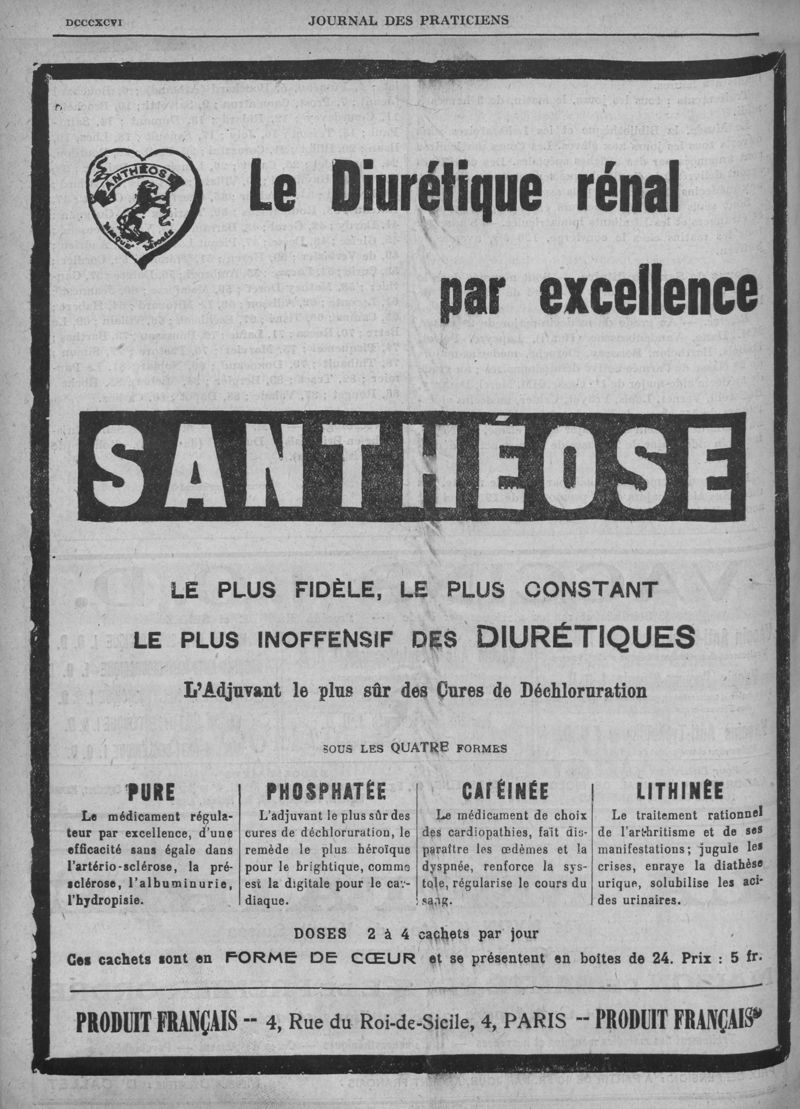 DCCCXCVI JOURNAL DES PRATICIENS
SANTHÉOSE
MARQUE DÉPOSÉE
Le Diurétique rénal
par excellence
SANTHÉOSE
LE PLUS FIDÈLE, LE PLUS CONSTANT
LE PLUS INOFFENSIF DES DIURÉTIQUES
L'Adjuvant le plus sûr des Cures de Déchloruration
SOUS LES QUATRE FORMES
PURE
Le médicament régula-
teur par excellence, d'une
efficacité sans égale dans
l'artério-sclérose, la pré-
sclérose, l'albuminurie,
l'hydropisie.
PHOSPHATÉE
L'adjuvant le plus sûr des
cures de déchloruration, le
remède le plus héroïque
pour le brightique, comme
est la digitale pour le car-
diaque.
CAFÉINÉE
Le médicament de choix
des cardiopathies, fait dis-
paraître les œdèmes et la
dyspnée, renforce la sys-
tole, régularise le cours du
sang.
LITHINÉE
Le traitement rationnel
de l'arthritisme et de ses
manifestations; jugule les
crises, enraye la diathèse
urique, solubilise les aci-
des urinaires.
DOSES 2 à 4 cachets par jour
Ces cachets sont en FORME DE CŒUR et se présentent en boîtes de 24. Prix : 5 fr.
PRODUIT FRANÇAIS -- 4, Rue du Roi-de-Sicile, 4, PARIS -- PRODUIT FRANÇAIS